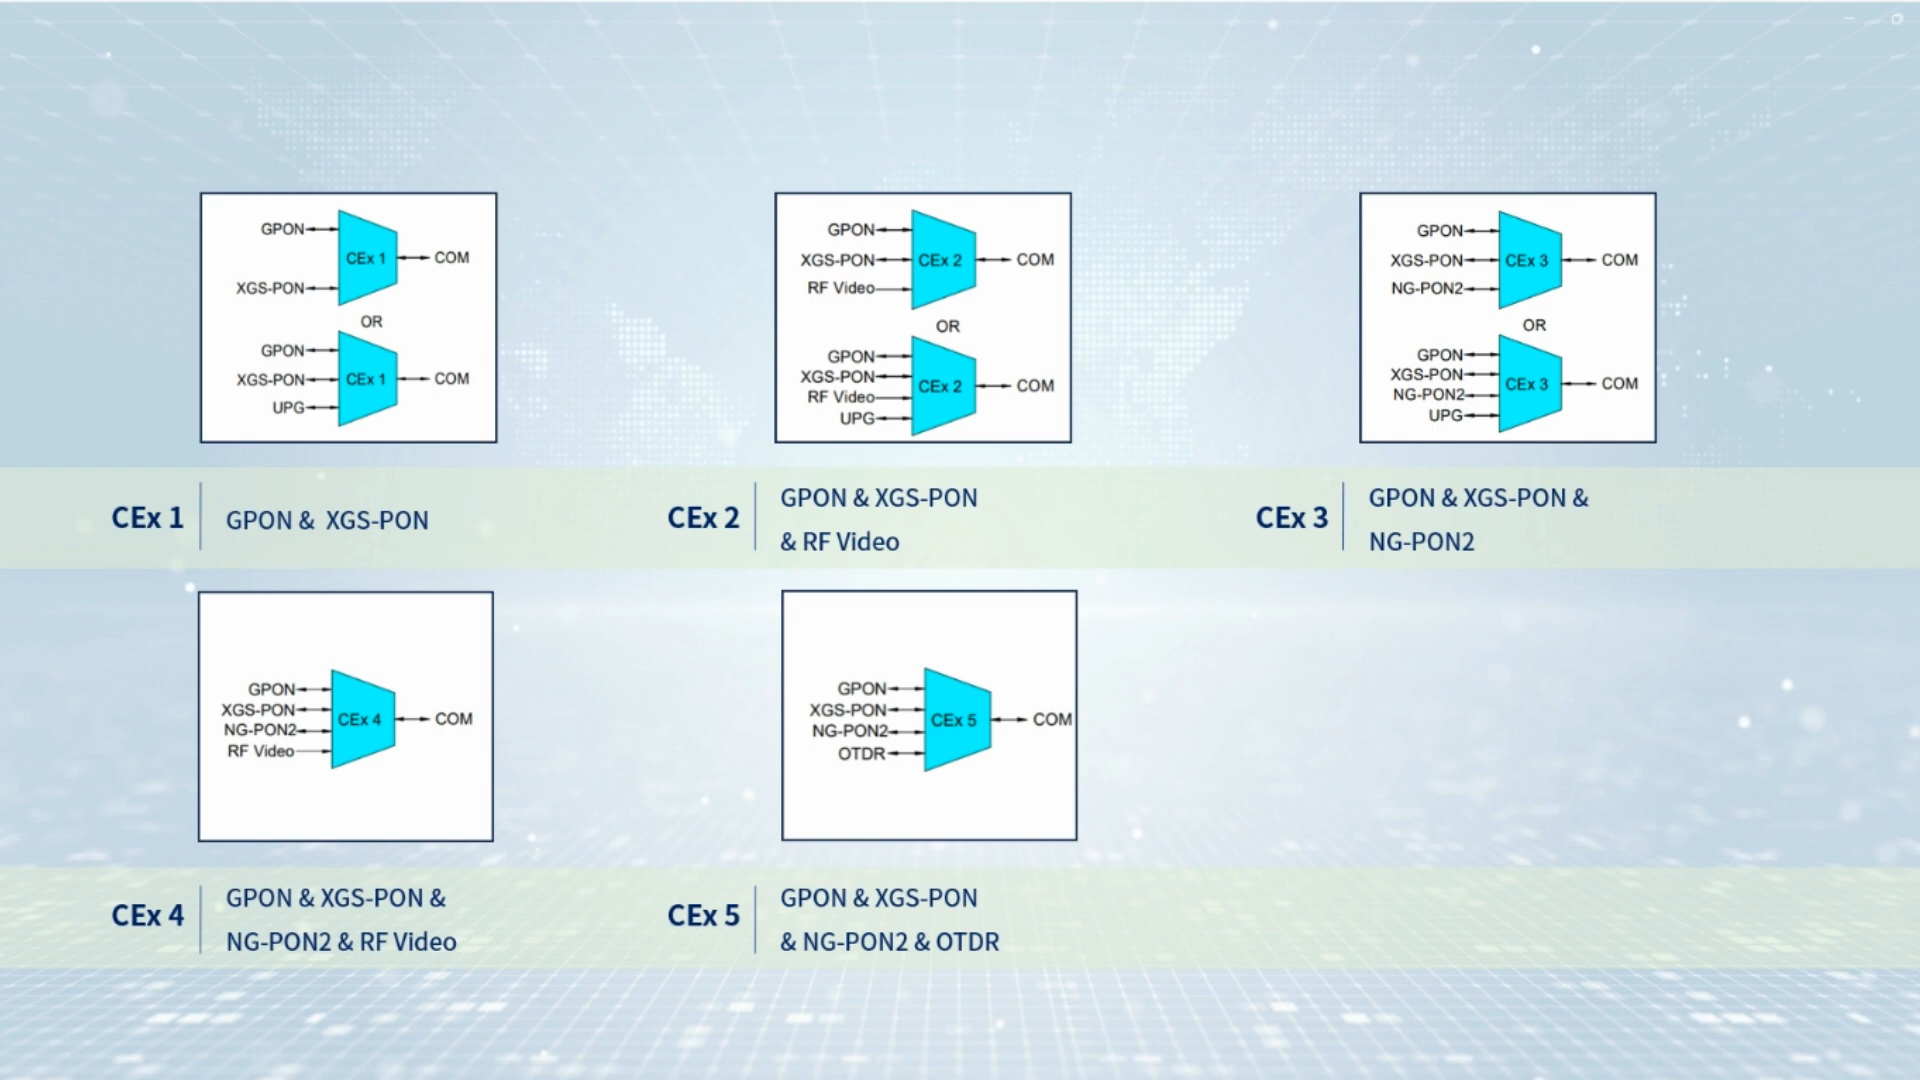 GPON
XGS-PON
CEx 1
COM
OR
GPON
XGS-PON
UPG
CEx 1
COM
GPON
XGS-PON
RF Video
CEx 2
COM
OR
GPON
XGS-PON
RF Video
UPG
CEx 2
COM
GPON
XGS-PON
NG-PON2
CEx 3
COM
OR
GPON
XGS-PON
NG-PON2
UPG
CEx 3
COM
CEx 1
GPON & XGS-PON
CEx 2
GPON & XGS-PON
& RF Video
CEx 3
GPON & XGS-PON &
NG-PON2
GPON
XGS-PON
NG-PON2
RF Video
CEx 4
COM
GPON
XGS-PON
NG-PON2
OTDR
CEx 5
COM
CEx 4
GPON & XGS-PON &
NG-PON2 & RF Video
CEx 5
GPON & XGS-PON
& NG-PON2 & OTDR